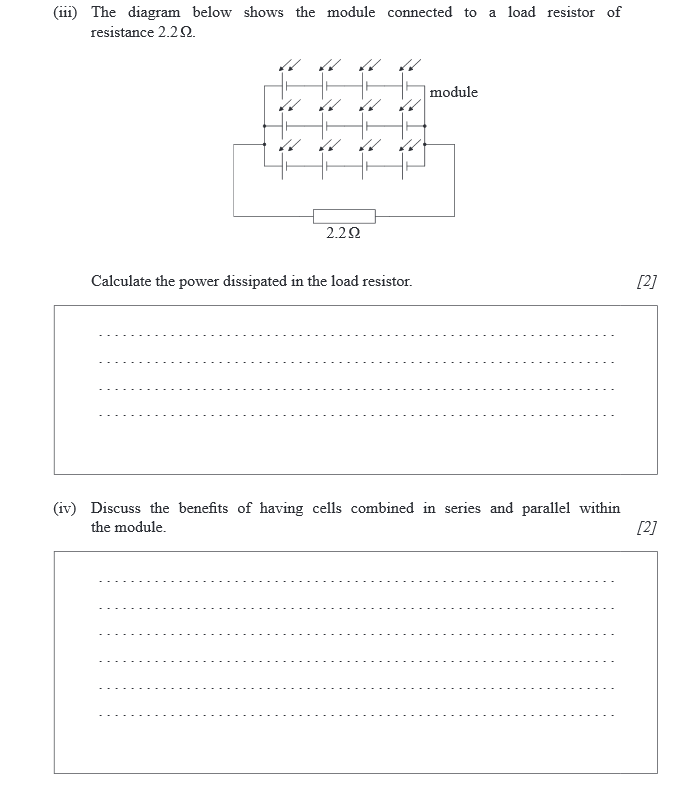 (iii) The diagram below shows the module connected to a load resistor of
resistance 2.2 Ω.
module
2.2 Ω
Calculate the power dissipated in the load resistor. [2]
(iv) Discuss the benefits of having cells combined in series and parallel within
the module. [2]